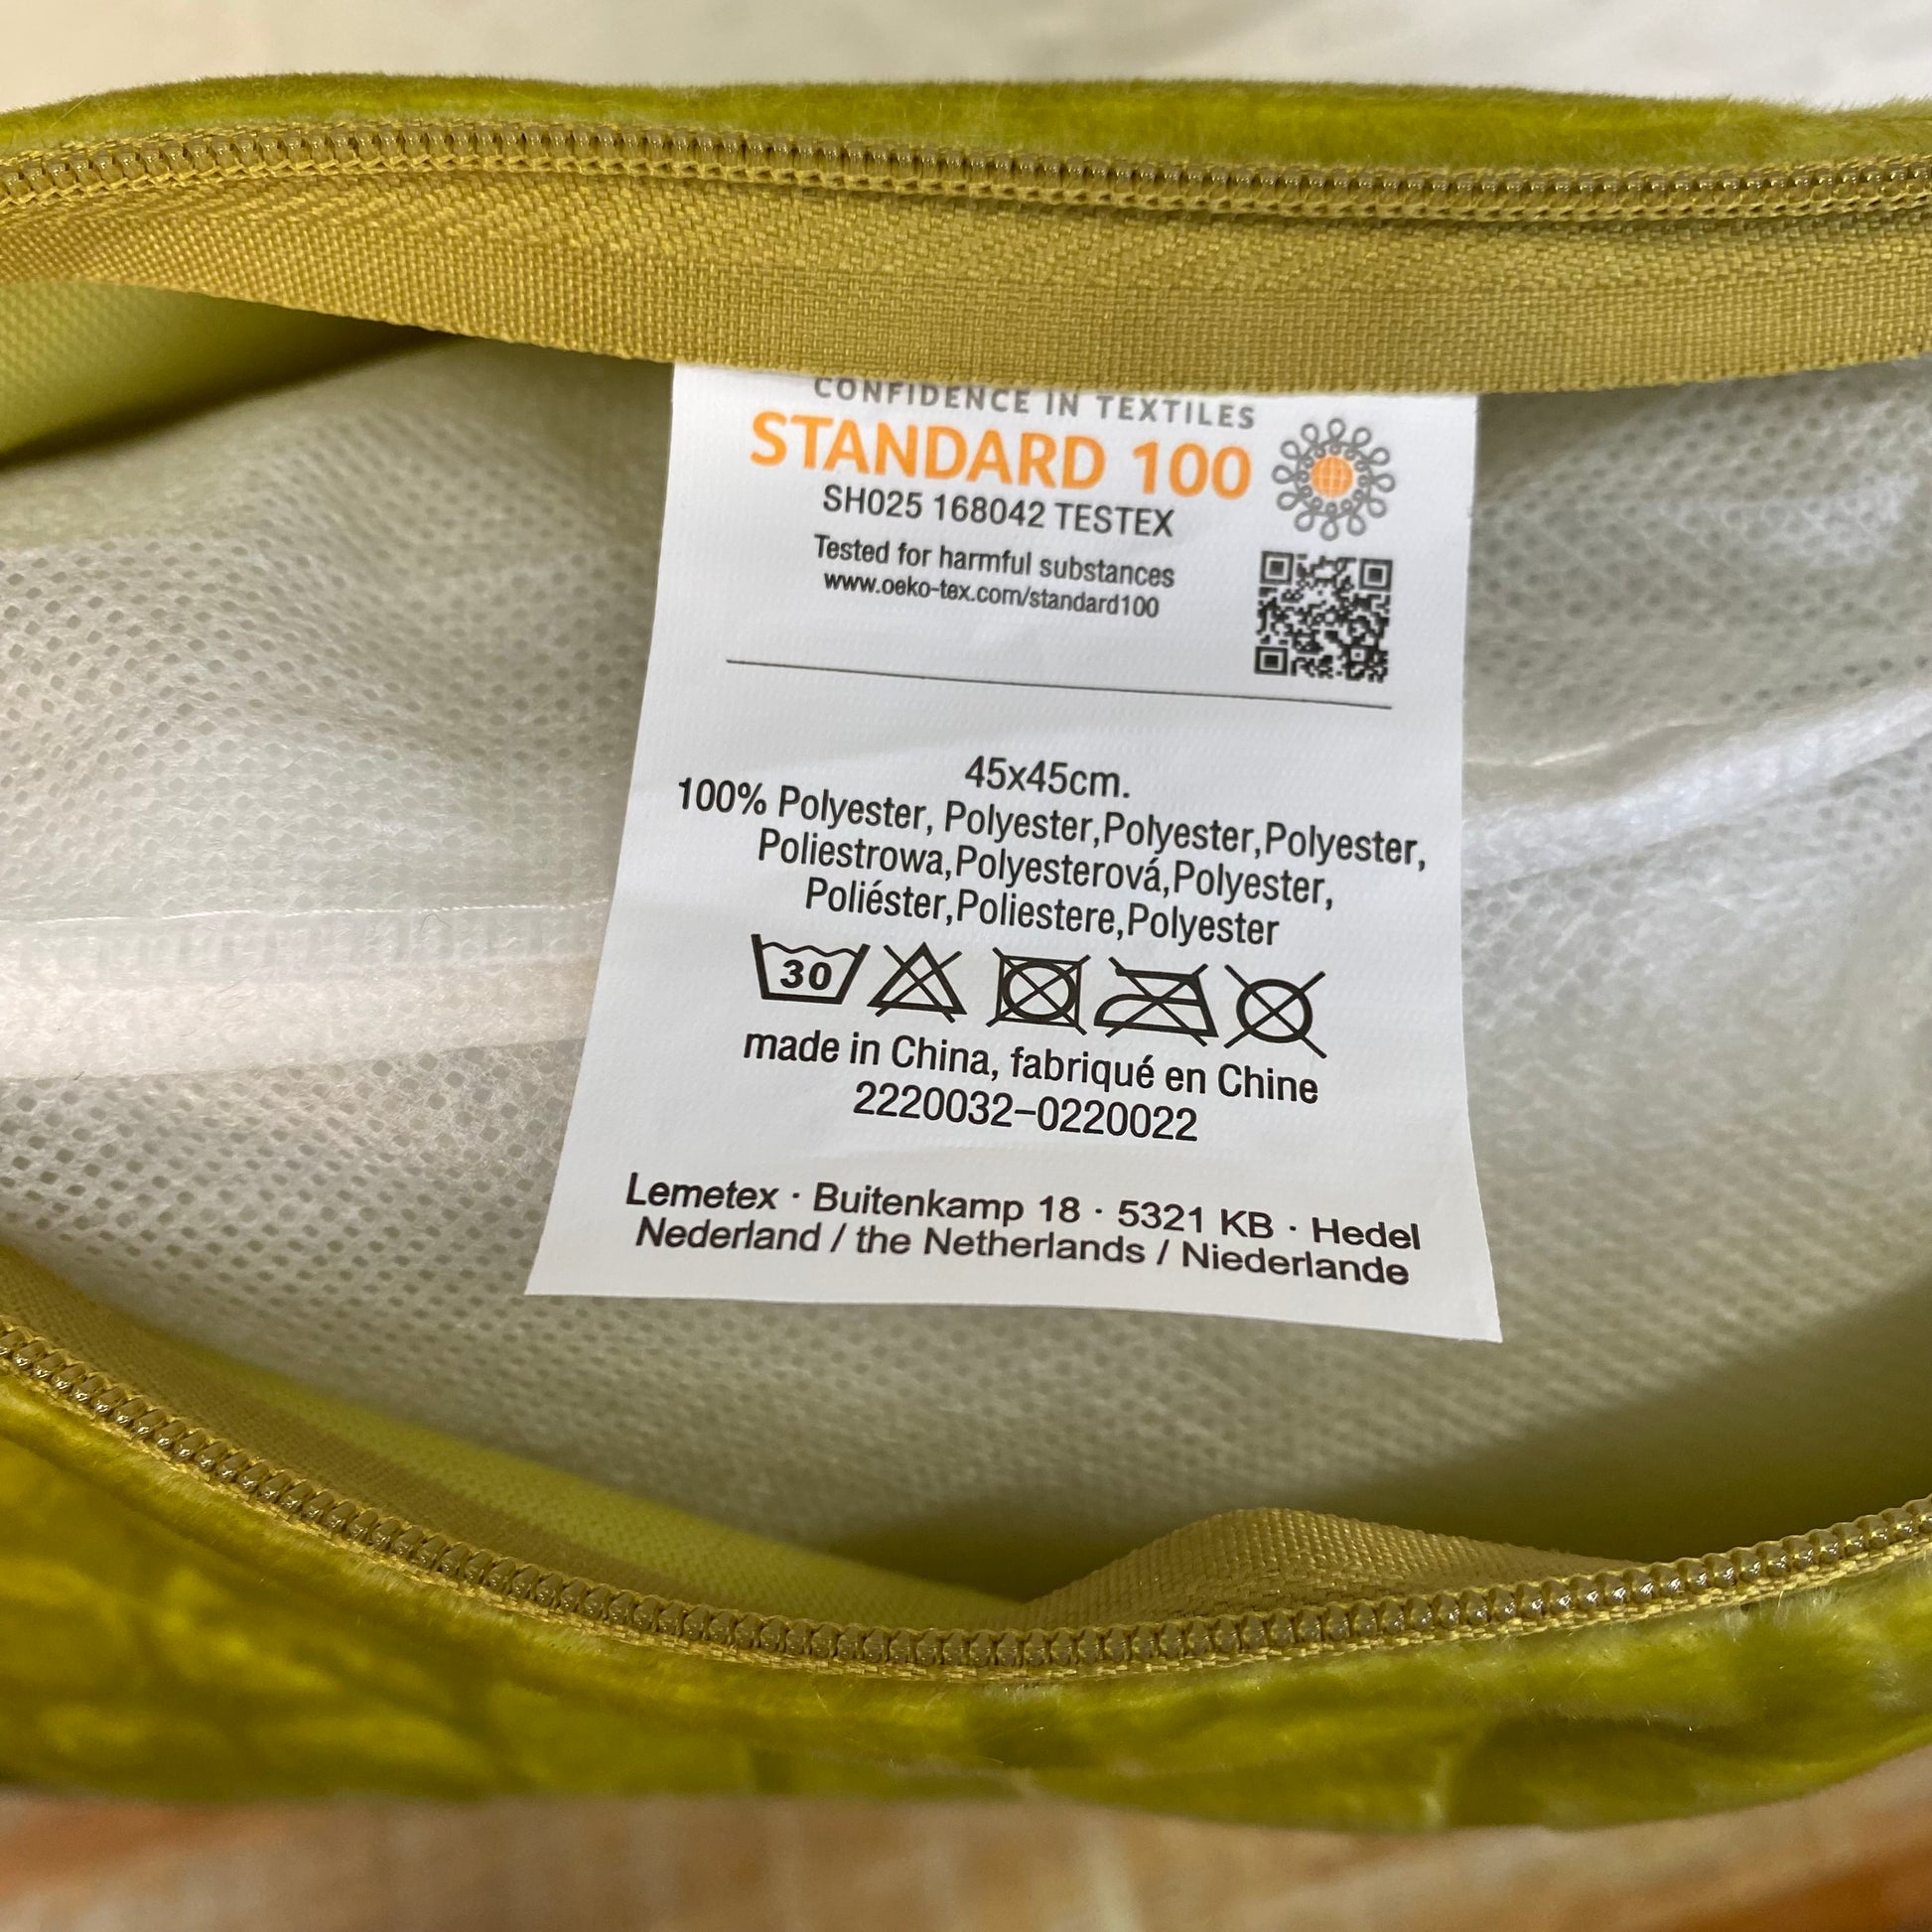 CONFIDENCE IN TEXTILES
STANDARD 100
SH025 168042 TESTEX
Tested for harmful substances
www.oeko-tex.com/standard100
45x45cm.
100% Polyester, Polyester,Polyester,Polyester,
Poliestrowa,Polyesterová,Polyester,
Poliéster,Poliestere,Polyester
30
made in China, fabriqué en Chine
2220032-0220022
Lemetex · Buitenkamp 18 · 5321 KB · Hedel
Nederland / the Netherlands / Niederlande